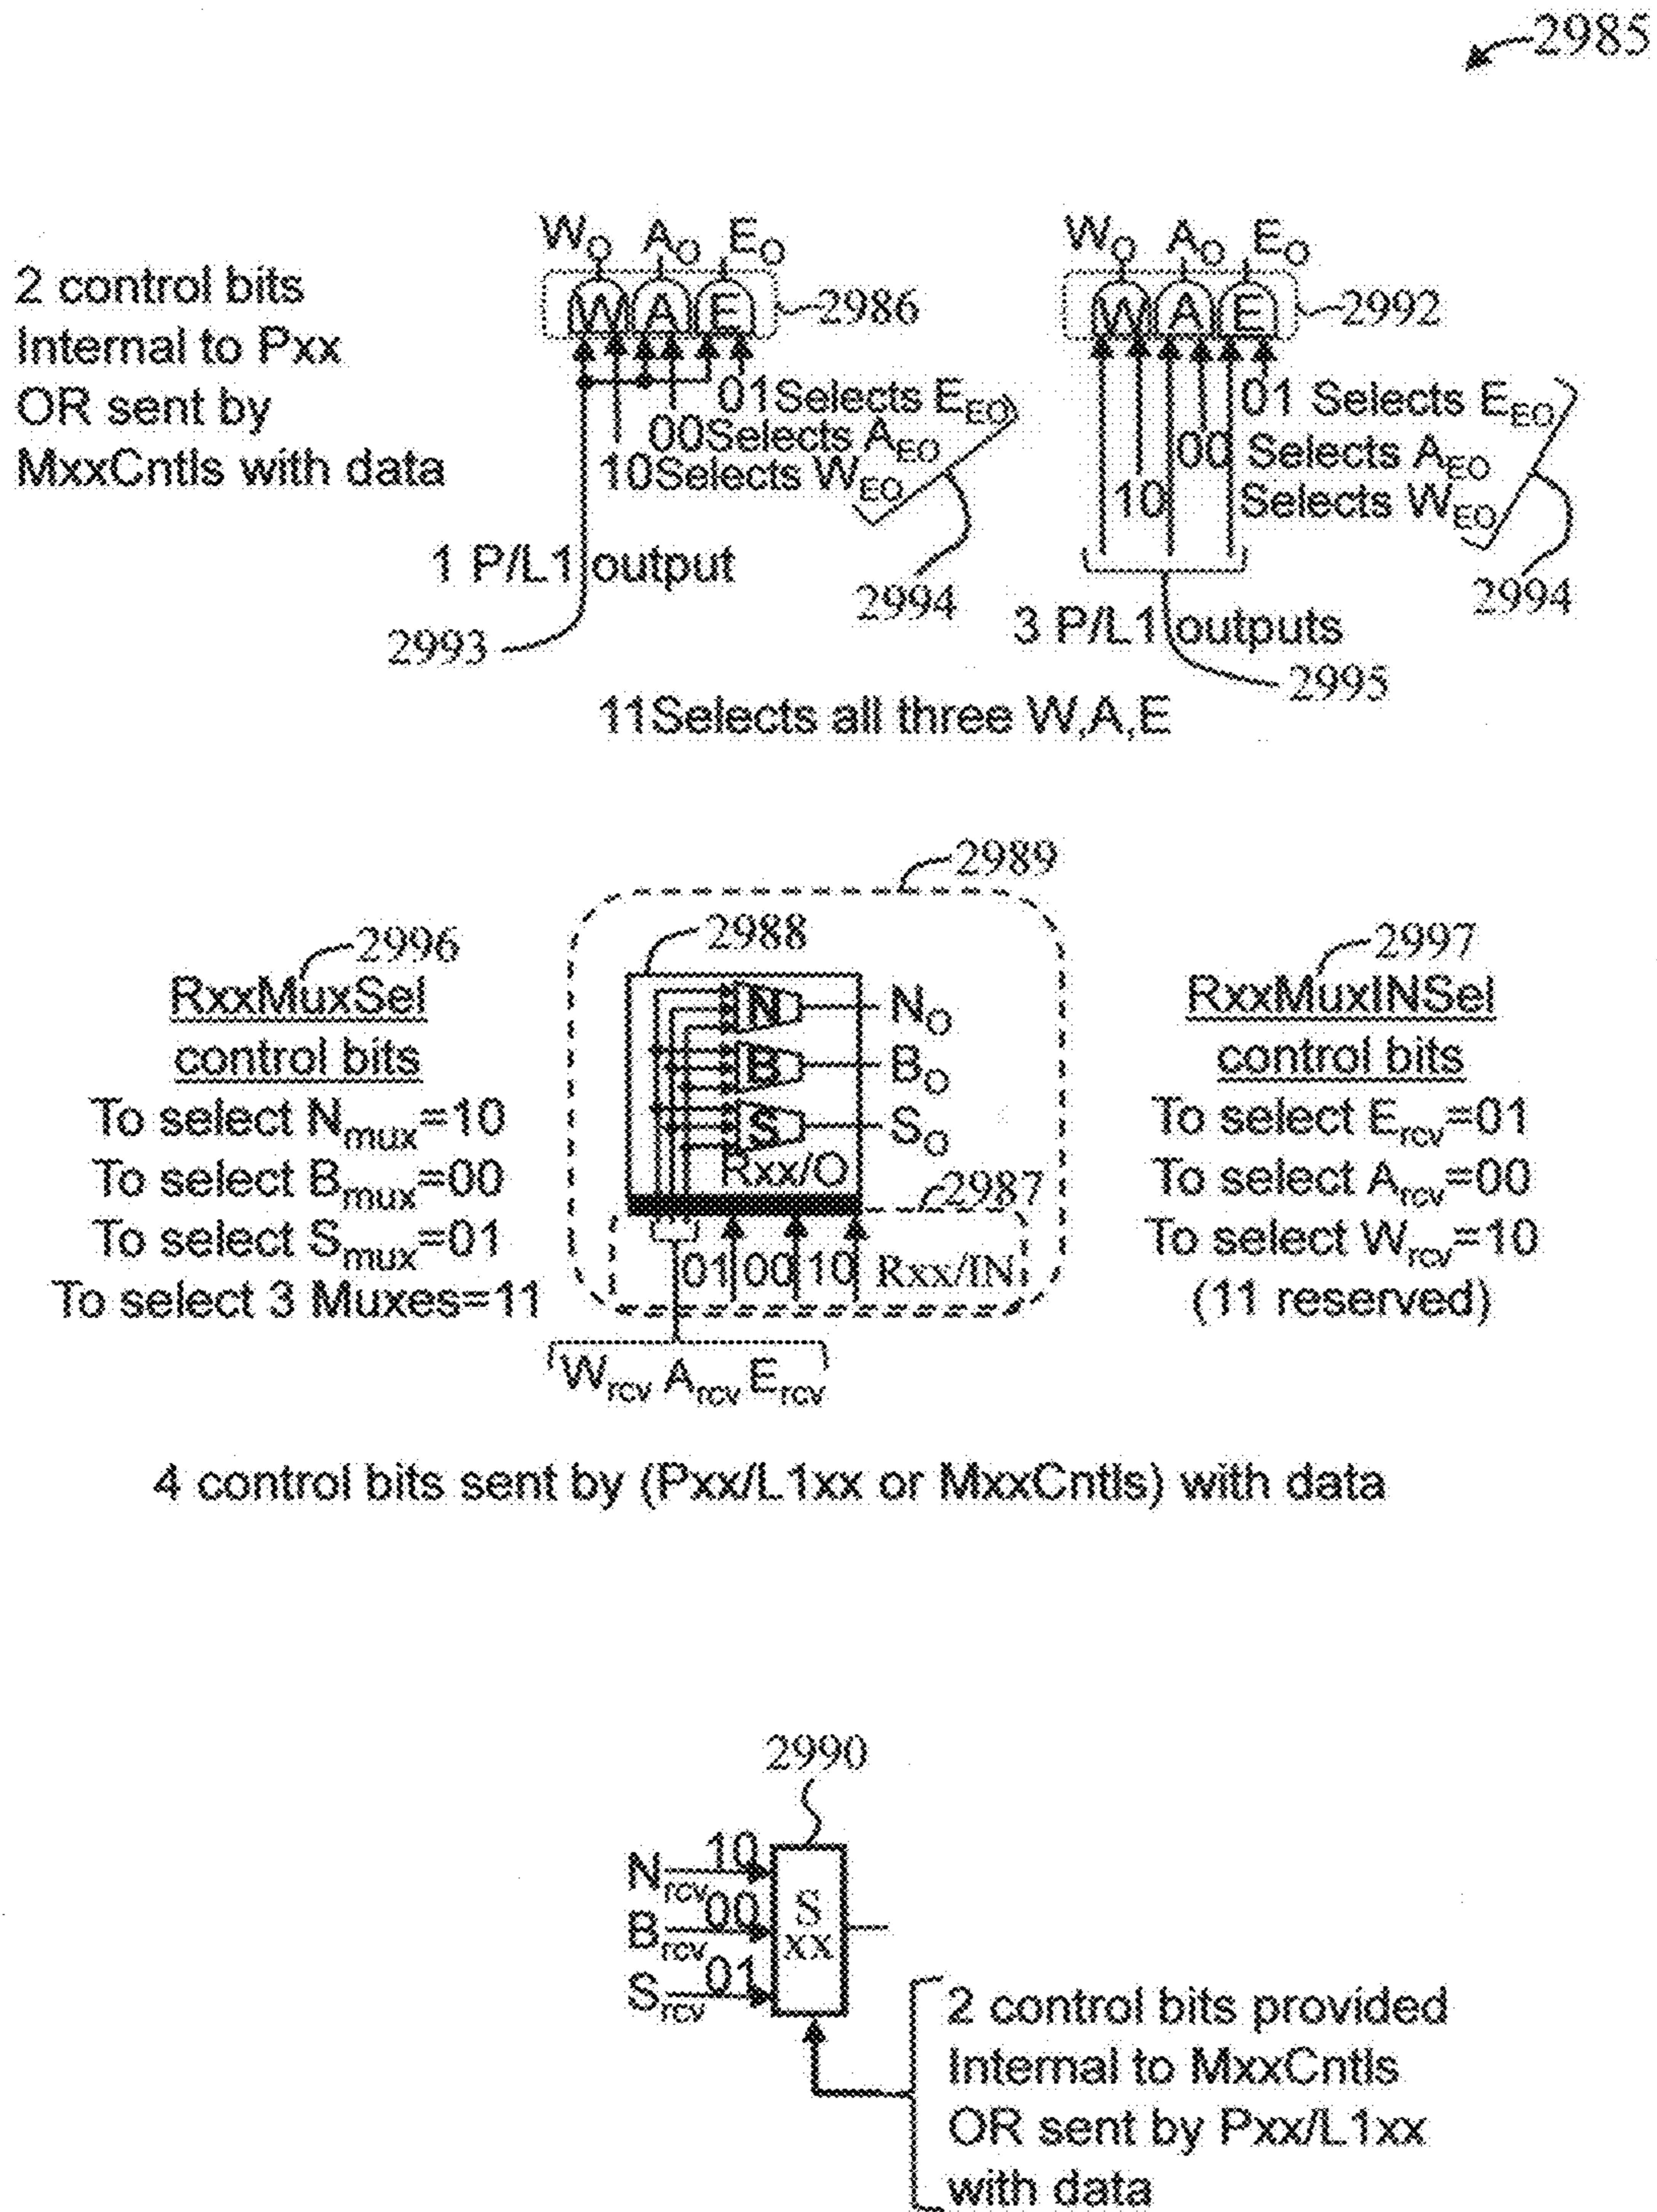 2985
W_O A_O E_O
W A E
2986
W_O A_O E_O
W A E
2992
2 control bits
Internal to Pxx
OR sent by
MxxCntls with data
01Selects E_EO
00Selects A_EO
10Selects W_EO
1 P/L1 output
2993
2994
01 Selects E_EO
00 Selects A_EO
10 Selects W_EO
3 P/L1 outputs
2994
2995
11Selects all three W,A,E
2989
2988
2996
RxxMuxSel
control bits
To select N_mux=10
To select B_mux=00
To select S_mux=01
To select 3 Muxes=11
N N_O
B B_O
S S_O
Rxx/O
2987
01 00 10 Rxx/IN
W_rcv A_rcv E_rcv
2997
RxxMuxINSel
control bits
To select E_rcv=01
To select A_rcv=00
To select W_rcv=10
(11 reserved)
4 control bits sent by (Pxx/L1xx or MxxCntls) with data
2990
N_rcv 10
B_rcv 00
S_rcv 01
S
xx
2 control bits provided
Internal to MxxCntls
OR sent by Pxx/L1xx
with data